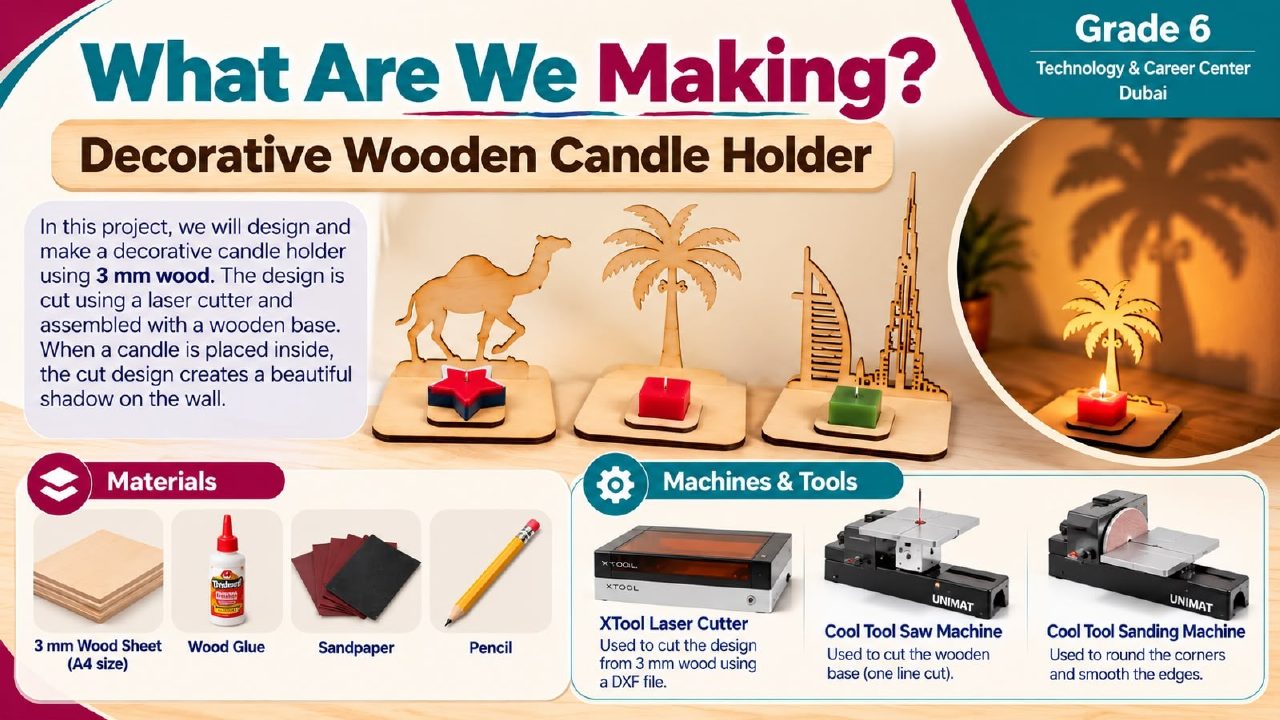 What Are We Making?
Grade 6
Technology & Career Center
Dubai
Decorative Wooden Candle Holder
In this project, we will design and
make a decorative candle holder
using 3 mm wood. The design is
cut using a laser cutter and
assembled with a wooden base.
When a candle is placed inside,
the cut design creates a beautiful
shadow on the wall.
Materials
3 mm Wood Sheet
(A4 size)
Wood Glue
Sandpaper
Pencil
Machines & Tools
XTOOL
XTOOL
XTool Laser Cutter
Used to cut the design
from 3 mm wood using
a DXF file.
UNIMAT
Cool Tool Saw Machine
Used to cut the wooden
base (one line cut).
UNIMAT
Cool Tool Sanding Machine
Used to round the corners
and smooth the edges.